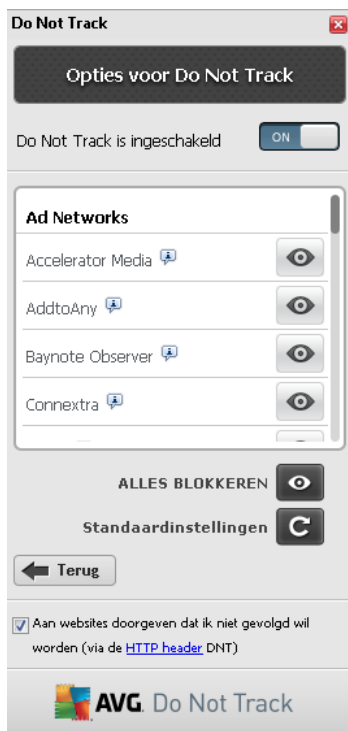 Do Not Track
Opties voor Do Not Track
Do Not Track is ingeschakeld
ON
Ad Networks
Accelerator Media
AddtoAny
Baynote Observer
Connextra
ALLES BLOKKEREN
Standaardinstellingen
Terug
Aan websites doorgeven dat ik niet gevolgd wil
worden (via de HTTP header DNT)
AVG. Do Not Track